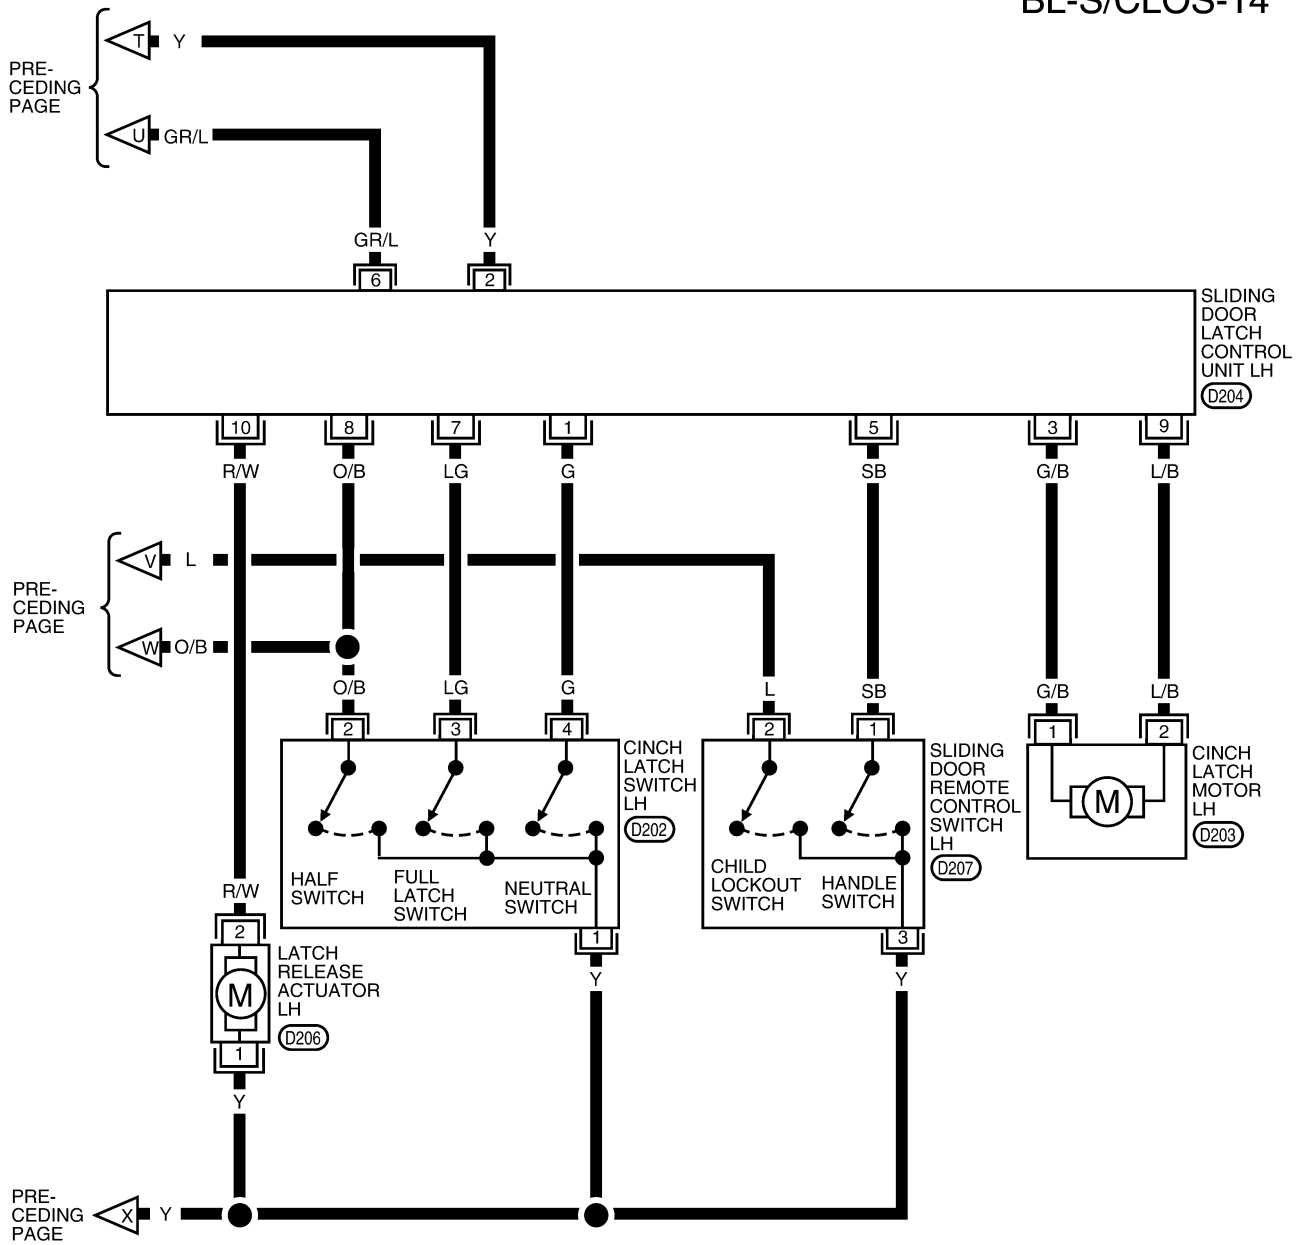 BL-S/CLOS-14
T Y
PRE-
CEDING
PAGE
U GR/L
GR/L Y
6 2
SLIDING
DOOR
LATCH
CONTROL
UNIT LH
D204
10 8 7 1 5 3 9
R/W O/B LG G SB G/B L/B
V L
PRE-
CEDING
PAGE
W O/B
O/B LG G L SB G/B L/B
2 3 4 2 1 1 2
CINCH
LATCH
SWITCH
LH
D202
SLIDING
DOOR
REMOTE
CONTROL
SWITCH
LH
D207
CINCH
LATCH
MOTOR
LH
D203
M
HALF
SWITCH
FULL
LATCH
SWITCH
NEUTRAL
SWITCH
CHILD
LOCKOUT
SWITCH
HANDLE
SWITCH
R/W
2
1 3
Y Y
LATCH
RELEASE
ACTUATOR
LH
D206
M
1
Y
PRE-
CEDING
PAGE
X Y